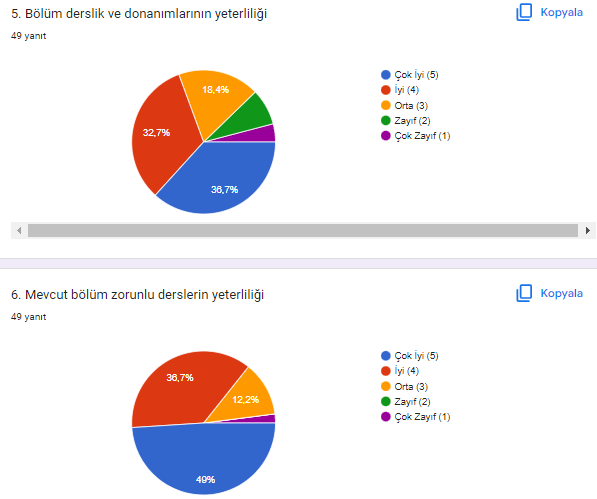 5. Bölüm derslik ve donanımlarının yeterliliği
Kopyala
49 yanıt
Çok İyi (5)
İyi (4)
Orta (3)
Zayıf (2)
Çok Zayıf (1)
18,4%
32,7%
36,7%
6. Mevcut bölüm zorunlu derslerin yeterliliği
Kopyala
49 yanıt
Çok İyi (5)
İyi (4)
Orta (3)
Zayıf (2)
Çok Zayıf (1)
36,7%
12,2%
49%